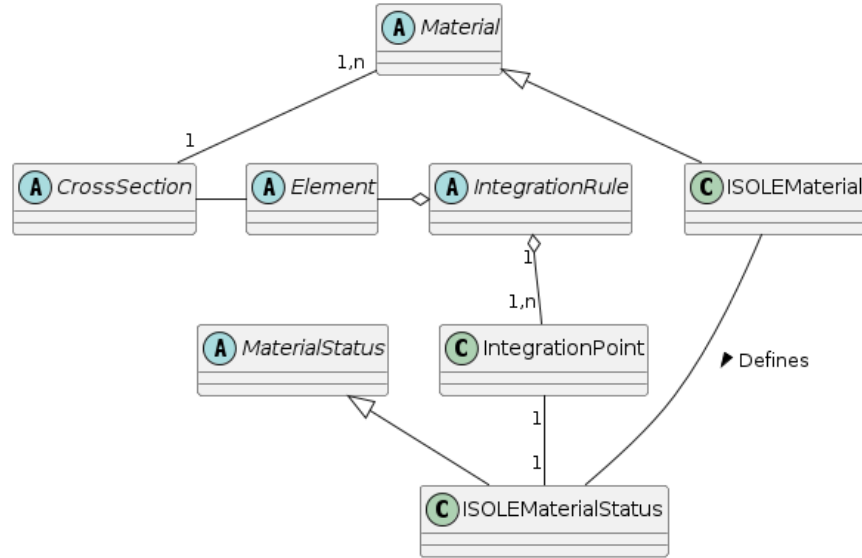 A Material
1,n
1
A CrossSection
A Element
A IntegrationRule
C ISOLEMaterial
1
1,n
A MaterialStatus
C IntegrationPoint
Defines
1
1
C ISOLEMaterialStatus